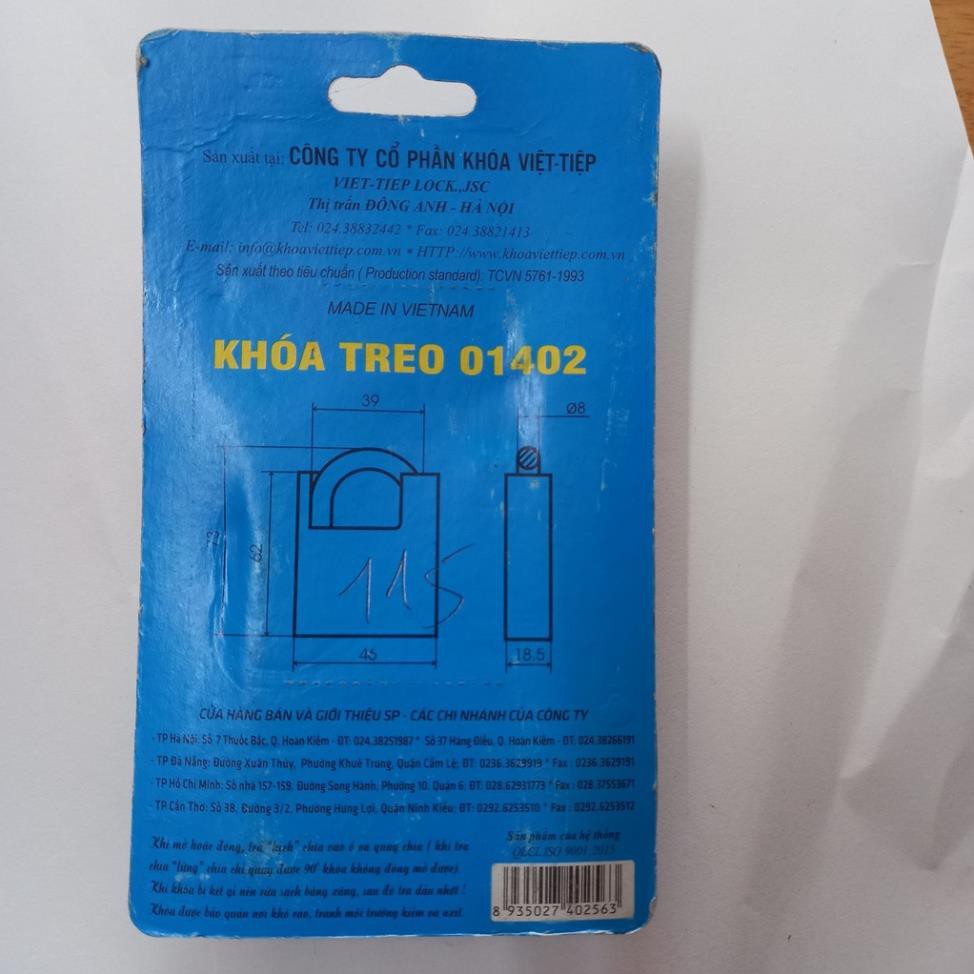 Sản xuất tại: CÔNG TY CỔ PHẦN KHÓA VIỆT-TIỆP
VIET-TIEP LOCK.,JSC
Thị trấn ĐÔNG ANH - HÀ NỘI
Tel: 024.38832442 * Fax: 024.38821413
E-mail: info@khoaviettiep.com.vn * HTTP://www.khoaviettiep.com.vn
Sản xuất theo tiêu chuẩn ( Production standard): TCVN 5761-1993
MADE IN VIETNAM
KHÓA TREO 01402
39
Ø8
62
115
45
18.5
CỬA HÀNG BÁN VÀ GIỚI THIỆU SP - CÁC CHI NHÁNH CỦA CÔNG TY
- TP Hà Nội: Số 7 Thuốc Bắc, Q. Hoàn Kiếm - ĐT: 024.38251987 * Số 37 Hàng Điếu, Q. Hoàn Kiếm - ĐT: 024.38266191
- TP Đà Nẵng: Đường Xuân Thủy, Phường Khuê Trung, Quận Cẩm Lệ: ĐT: 0236.3629919 * Fax : 0236.3629191
- TP Hồ Chí Minh: Số nhà 157-159, Đường Song Hành, Phường 10, Quận 6: ĐT: 028.62931773 * Fax : 028.37553671
- TP Cần Thơ: Số 38, Đường 3/2, Phường Hưng Lợi, Quận Ninh Kiều: ĐT: 0292.6253510 * Fax : 0292.6253512
Khi mở hoặc đóng, tra "kịch" chìa vào ổ và quay chìa ( khi tra
chìa "lửng" chìa chỉ quay được 90° khóa không đóng mở được).
Khi khóa bị kẹt gỉ nên rửa sạch bằng xăng, sau đó tra dầu nhớt !
Khóa được bảo quản nơi khô ráo, tránh môi trường kiềm và axit.
Sản phẩm của hệ thống
QLCL ISO 9001:2015
8 935027 402563